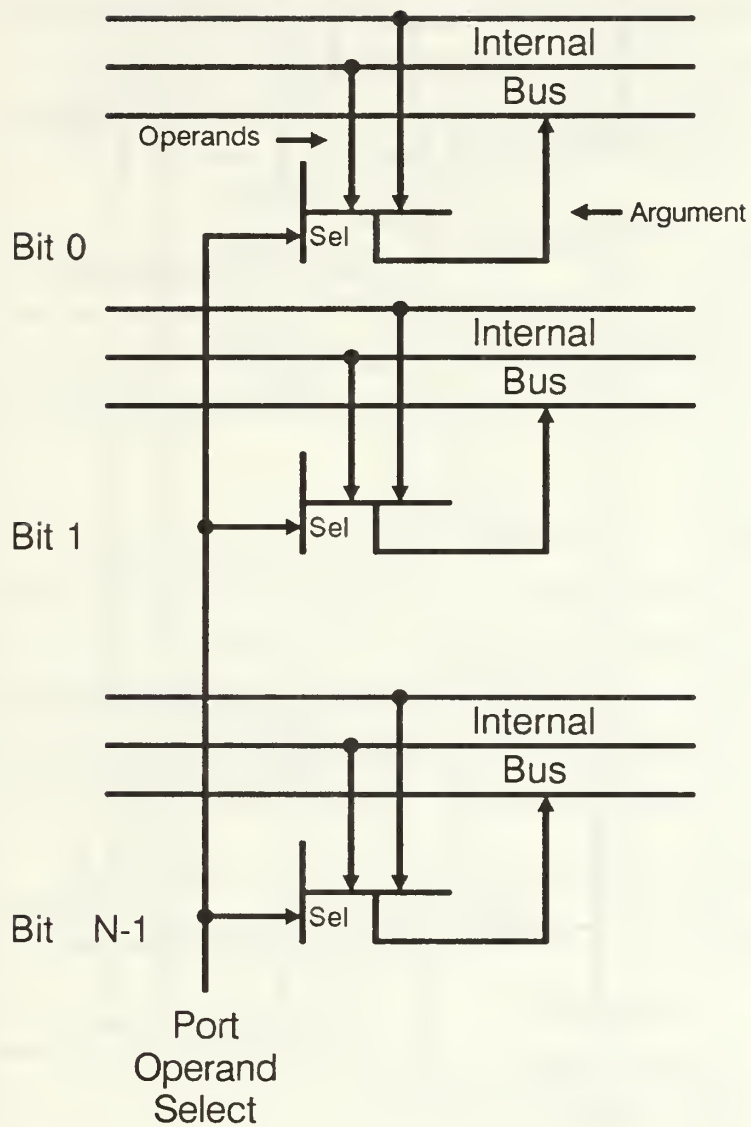 Internal
Bus
Operands
Argument
Bit 0
Sel
Internal
Bus
Bit 1
Sel
Internal
Bus
Bit N-1
Sel
Port
Operand
Select